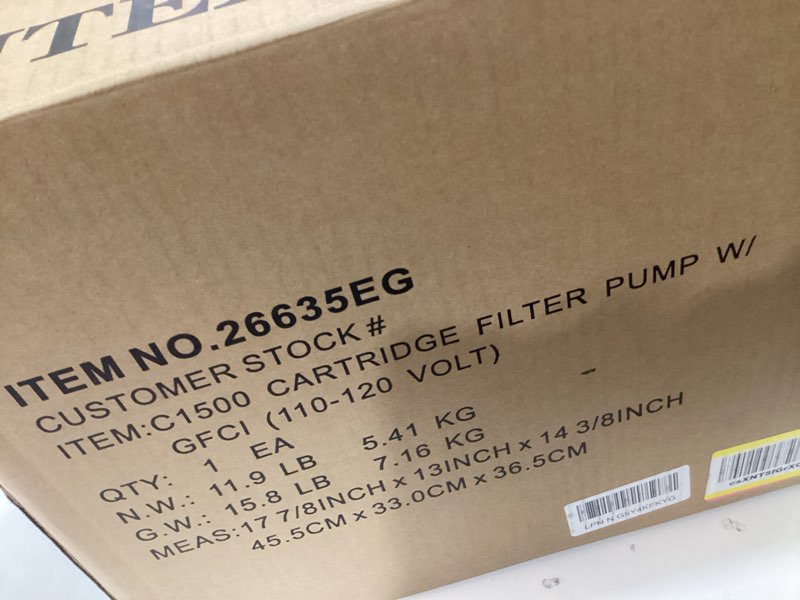 ITEM NO.26635EG
CUSTOMER STOCK #
ITEM:C1500 CARTRIDGE FILTER PUMP W/
GFCI (110-120 VOLT)
QTY: 1 EA
N.W.: 11.9 LB 5.41 KG
G.W.: 15.8 LB 7.16 KG
MEAS:17 7/8INCH x 13INCH x 14 3/8INCH
45.5CM x 33.0CM x 36.5CM